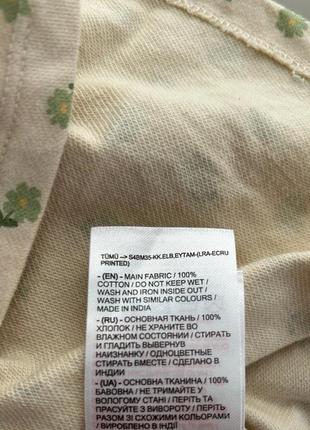 TÜMÜ --> S4BM35-KK.ELB,EYTAM-(LRA-ECRU
PRINTED)
- (EN) - MAIN FABRIC / 100%
COTTON / DO NOT KEEP WET /
WASH AND IRON INSIDE OUT /
WASH WITH SIMILAR COLOURS /
MADE IN INDIA
- (RU) - ОСНОВНАЯ ТКАНЬ / 100%
ХЛОПОК / НЕ ХРАНИТЬ ВО
ВЛАЖНОМ СОСТОЯНИИ / СТИРАТЬ
И ГЛАДИТЬ ВЫВЕРНУВ
НАИЗНАНКУ / ОДНОЦВЕТНЫЕ
ВЕЩИ СТИРАТЬ ВМЕСТЕ / СДЕЛАНО В
ИНДИИ
- (UA) - ОСНОВНА ТКАНИНА / 100%
БАВОВНА / НЕ ТРИМАТИ У
ВОЛОГОМУ СТАНІ / ПЕРІТЬ ТА
ПРАСУЙТЕ З ВИВОРОТУ / ПЕРІТЬ
РАЗОМ ЗІ СХОЖИМИ КОЛЬОРАМИ
/ ВИРОБЛЕНО В ІНДІЇ